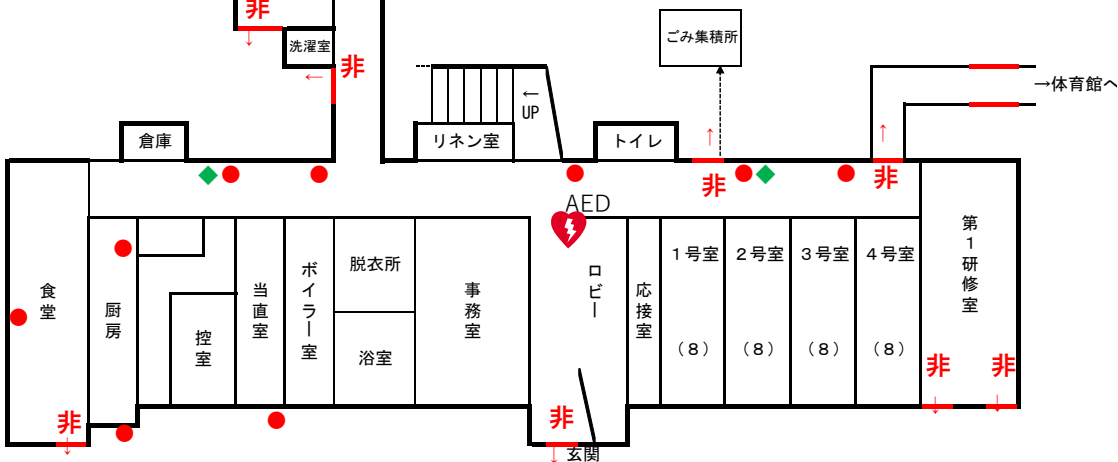 非
↓
洗濯室
←
非
ごみ集積所
→体育館へ
←
UP
倉庫
リネン室
トイレ
↑
↑
非
非
AED
食堂
厨房
控室
当直室
ボイラー室
脱衣所
浴室
事務室
ロビー
応接室
１号室
（８）
２号室
（８）
３号室
（８）
４号室
（８）
第１研修室
非
↓
非
↓
非
↓
非
↓
玄関